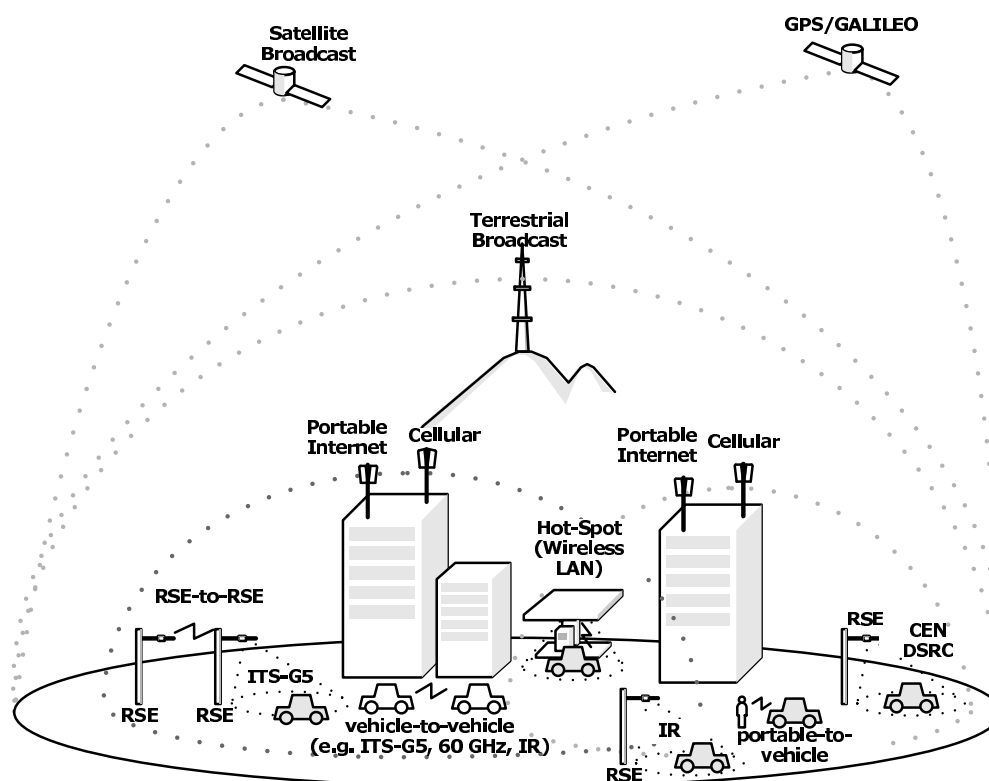 GPS/GALILEO
Satellite
Broadcast
Terrestrial
Broadcast
Portable
Internet
Cellular
Portable
Internet
Cellular
Hot-Spot
(Wireless
LAN)
RSE-to-RSE
RSE
CEN
DSRC
ITS-G5
RSE
RSE
vehicle-to-vehicle
(e.g. ITS-G5, 60 GHz, IR)
IR
portable-to-
vehicle
RSE